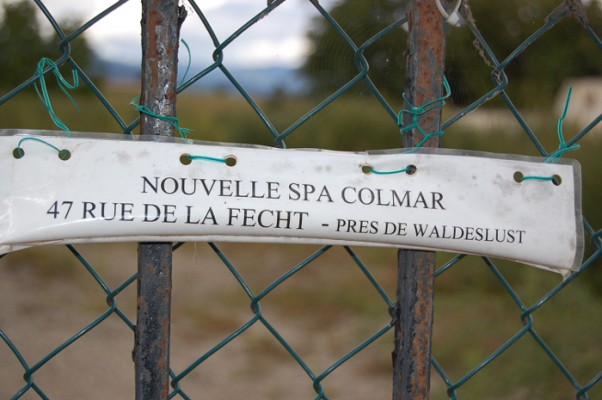 NOUVELLE SPA COLMAR
47 RUE DE LA FECHT - PRES DE WALDESLUST